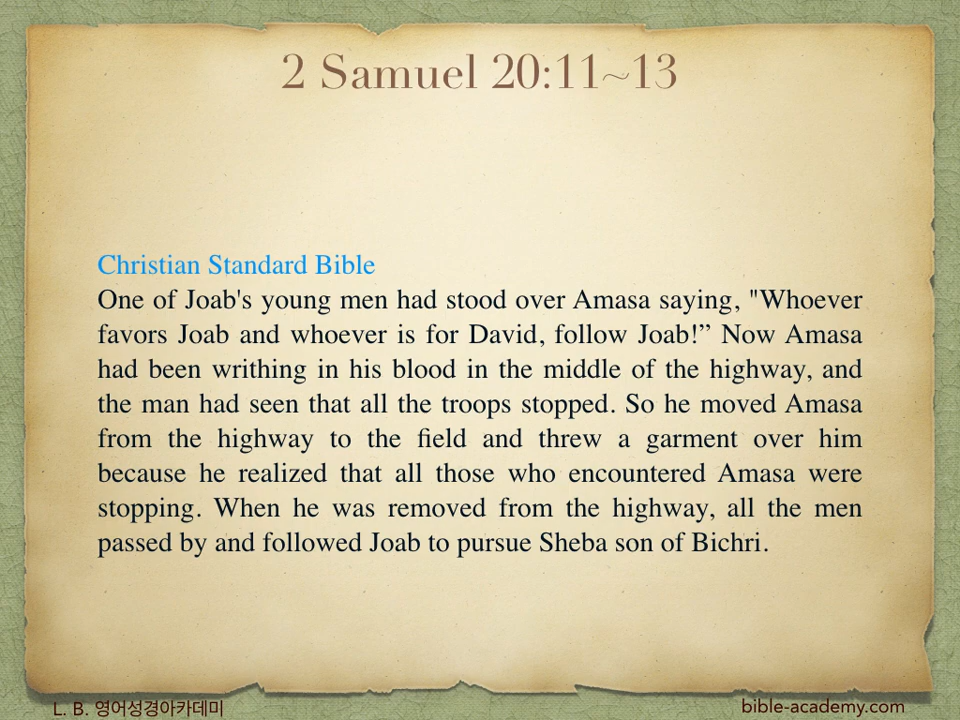 2 Samuel 20:11~13
Christian Standard Bible
One of Joab's young men had stood over Amasa saying, "Whoever
favors Joab and whoever is for David, follow Joab!” Now Amasa
had been writhing in his blood in the middle of the highway, and
the man had seen that all the troops stopped. So he moved Amasa
from the highway to the field and threw a garment over him
because he realized that all those who encountered Amasa were
stopping. When he was removed from the highway, all the men
passed by and followed Joab to pursue Sheba son of Bichri.
L. B. 영어성경아카데미
bible-academy.com